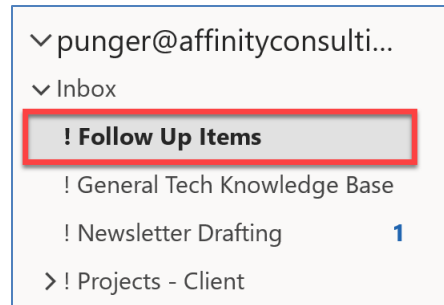 punger@affinityconsulti...
Inbox
! Follow Up Items
! General Tech Knowledge Base
! Newsletter Drafting 1
! Projects - Client